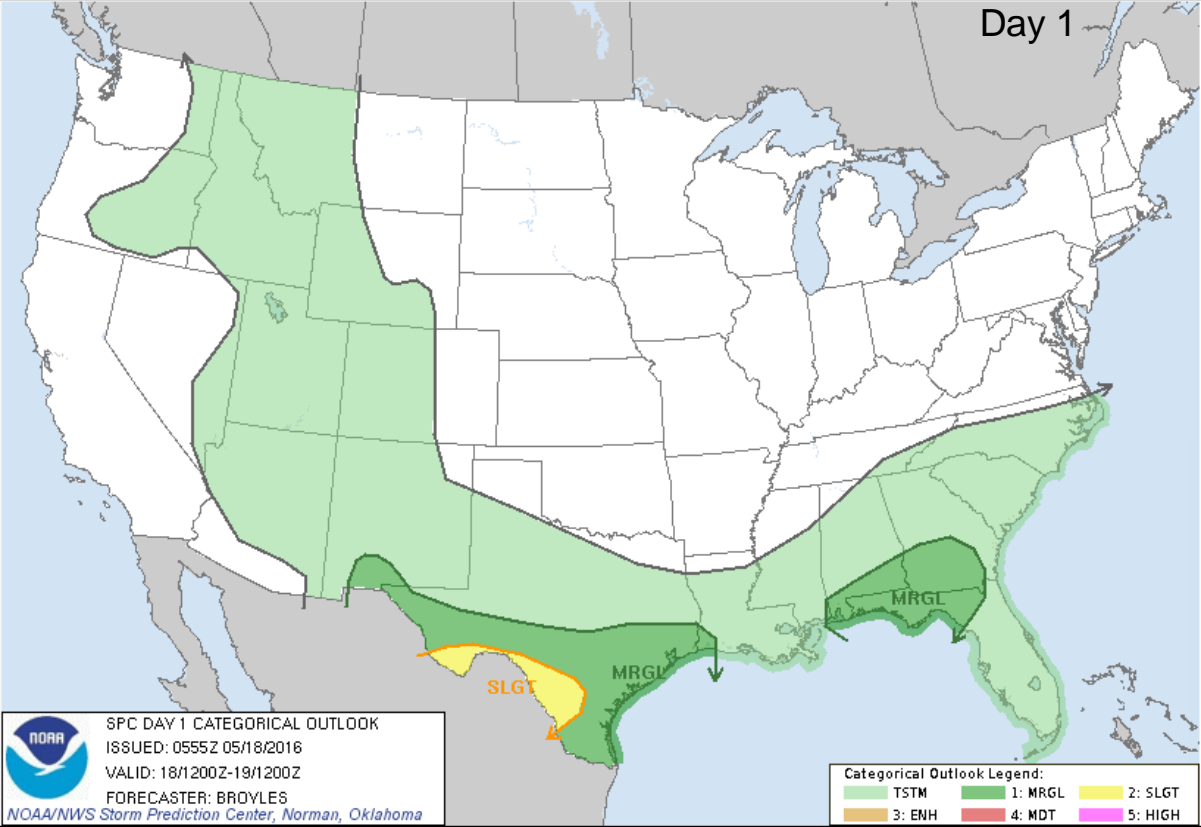 Day 1
MRGL
MRGL
SLGT
NOAA
SPC DAY 1 CATEGORICAL OUTLOOK
ISSUED: 0555Z 05/18/2016
VALID: 18/1200Z-19/1200Z
FORECASTER: BROYLES
NOAA/NWS Storm Prediction Center, Norman, Oklahoma
Categorical Outlook Legend:
TSTM 1: MRGL 2: SLGT
3: ENH 4: MDT 5: HIGH